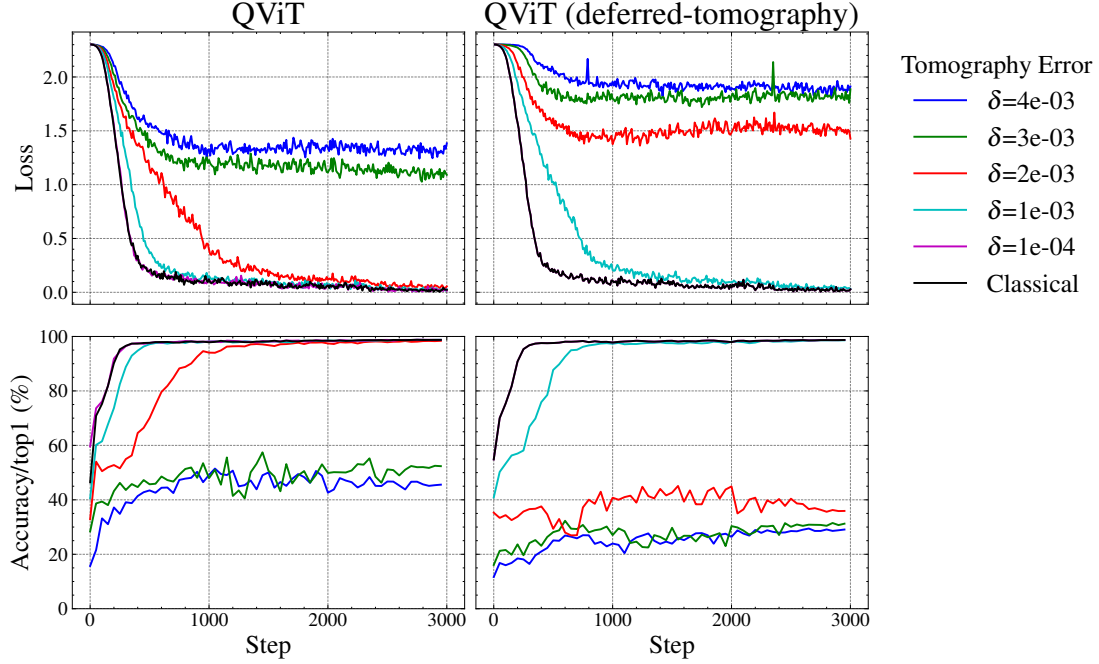 QViT
QViT (deferred-tomography)
Loss
2.0
1.5
1.0
0.5
0.0
Accuracy/top1 (%)
100
80
60
40
20
0
0
1000
2000
3000
Step
0
1000
2000
3000
Step
Tomography Error
δ=4e-03
δ=3e-03
δ=2e-03
δ=1e-03
δ=1e-04
Classical